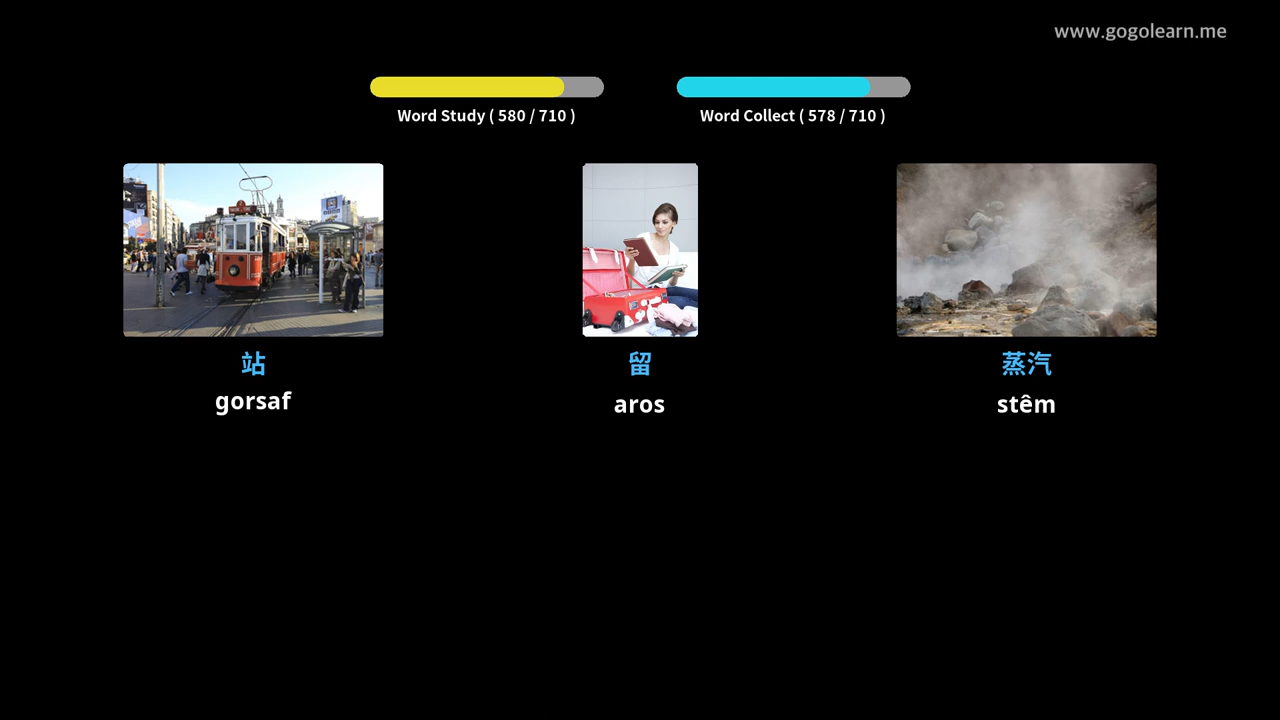 www.gogolearn.me
Word Study ( 580 / 710 )
Word Collect ( 578 / 710 )
站
留
蒸汽
gorsaf
aros
stêm